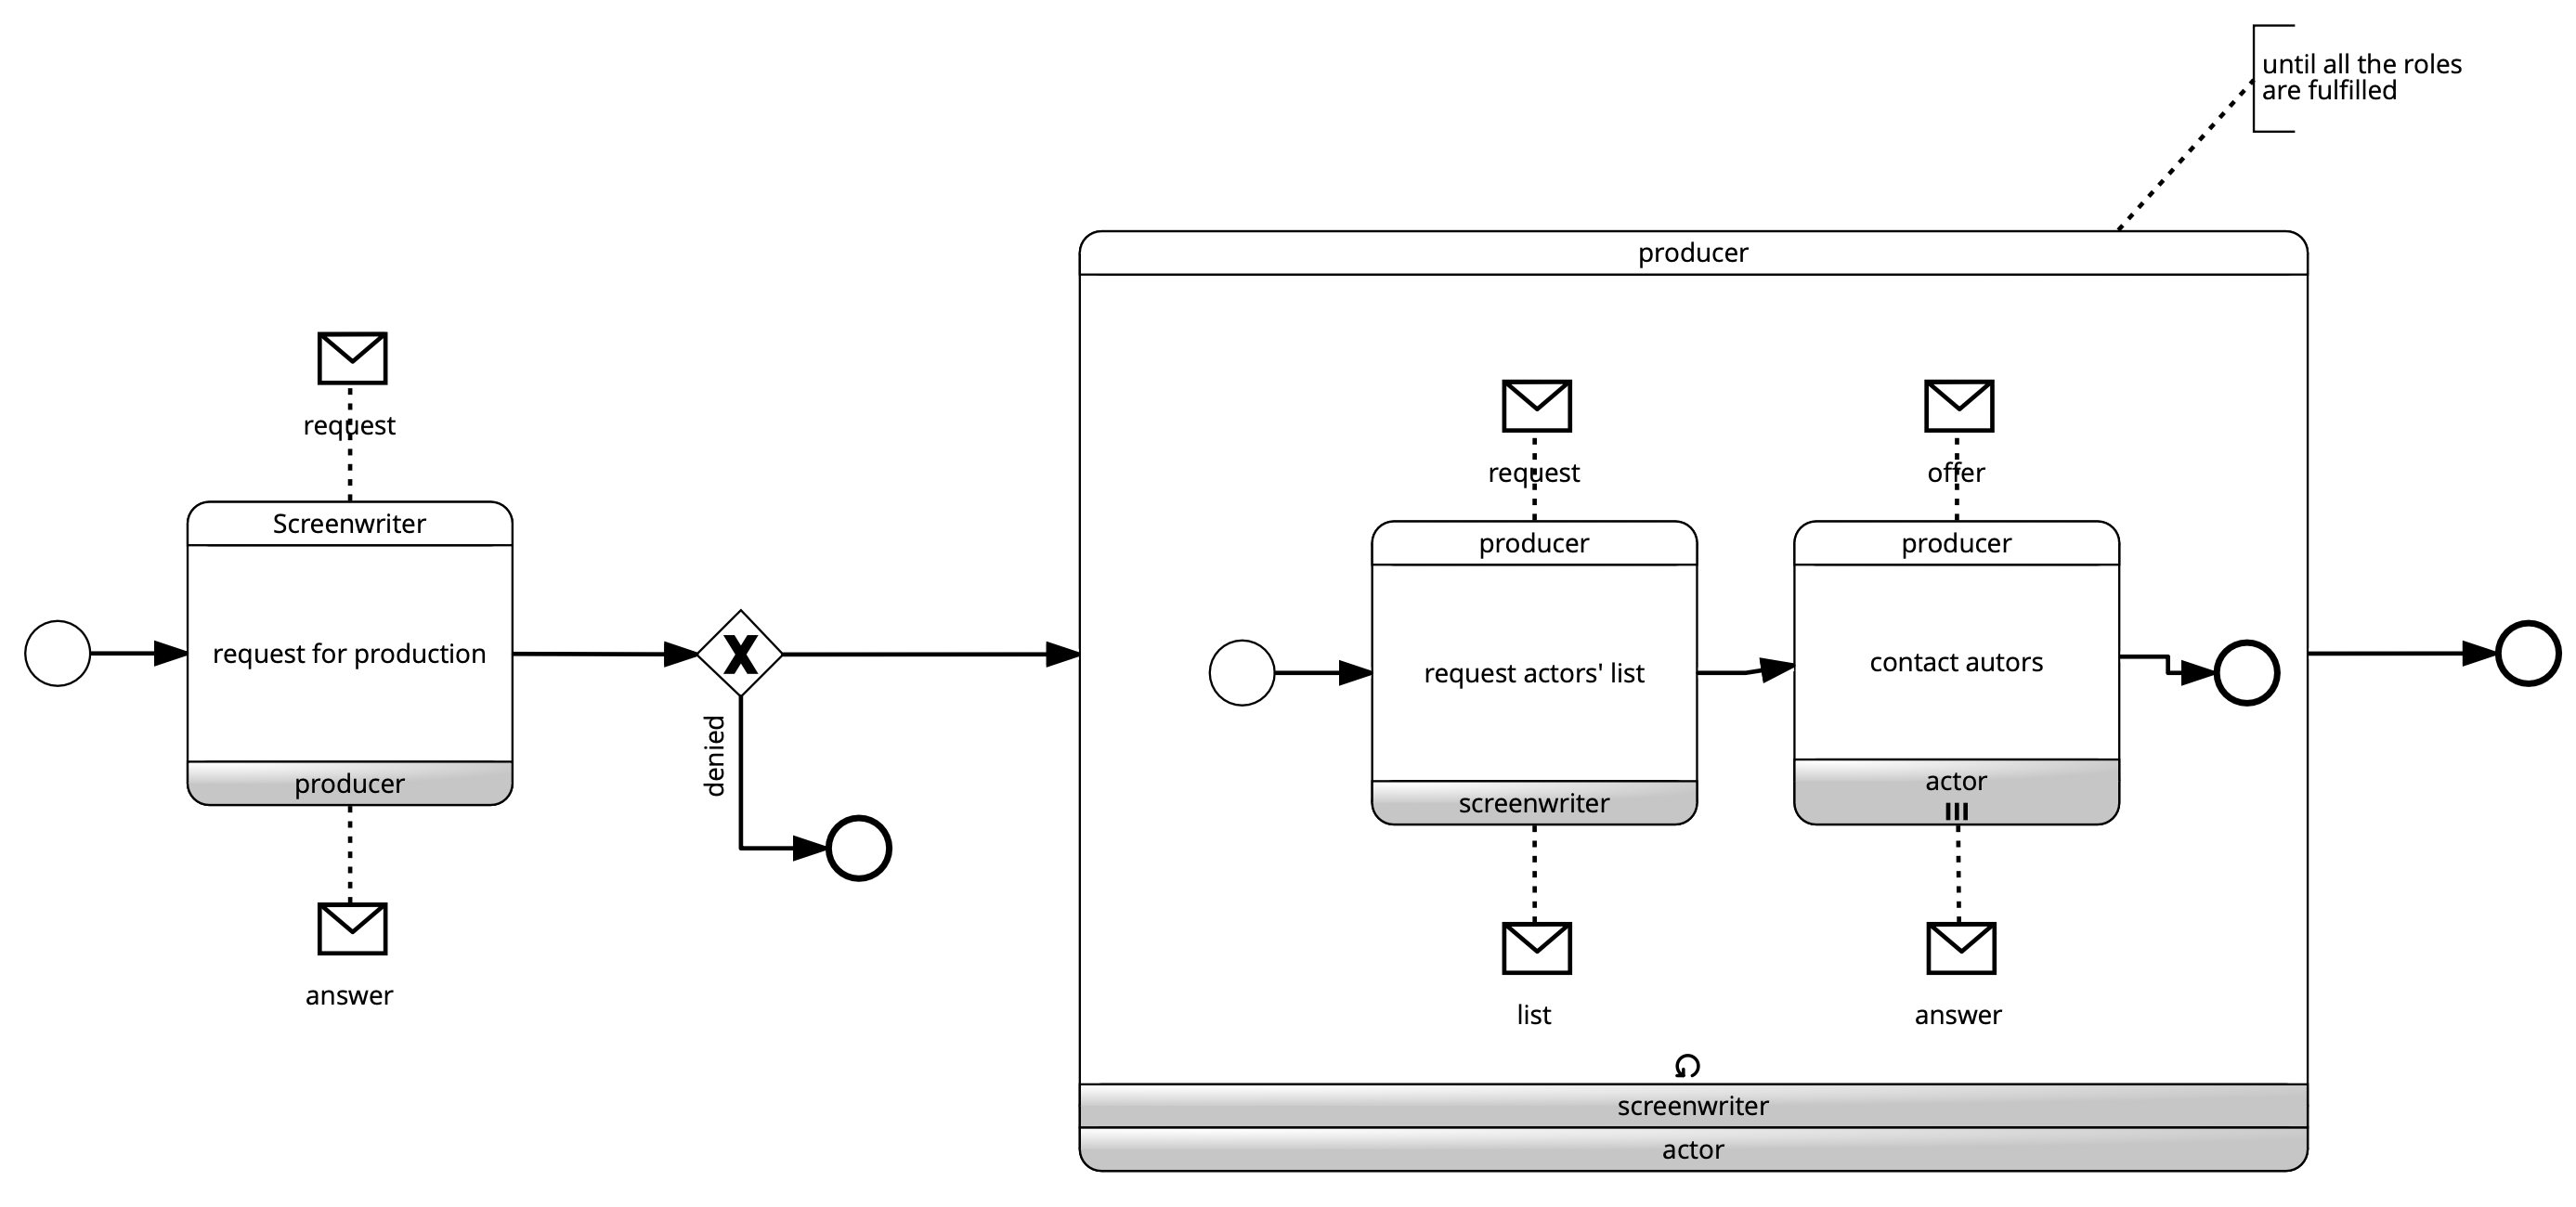 until all the roles
are fulfilled
producer
request
Screenwriter
request for production
producer
answer
denied
request
producer
request actors' list
screenwriter
list
offer
producer
contact autors
actor
answer
screenwriter
actor